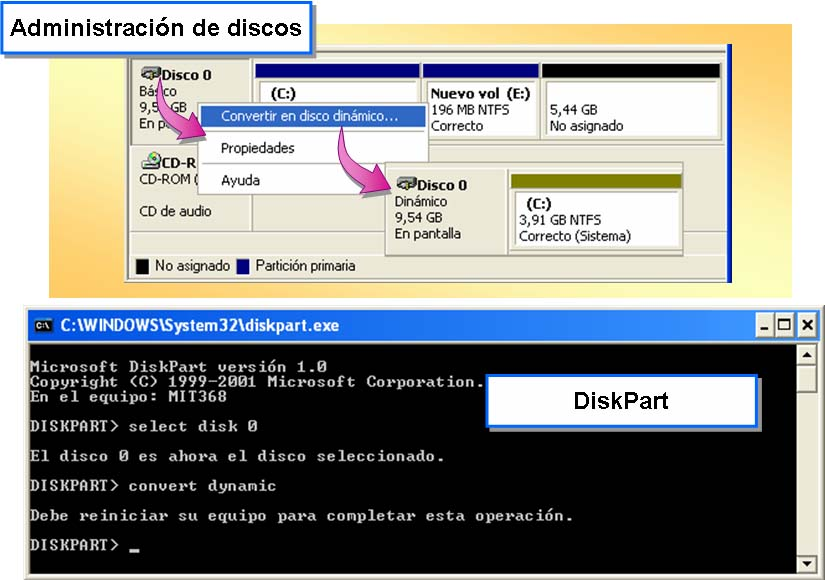 Administración de discos
Disco 0
Básico
9,5 GB
En pa
(C:)
Nuevo vol (E:)
196 MB NTFS
Correcto
5,44 GB
No asignado
Convertir en disco dinámico...
Propiedades
Ayuda
CD-R
CD-ROM (
CD de audio
Disco 0
Dinámico
9,54 GB
En pantalla
(C:)
3,91 GB NTFS
Correcto (Sistema)
No asignado
Partición primaria
C:\WINDOWS\System32\diskpart.exe
Microsoft DiskPart versión 1.0
Copyright (C) 1999-2001 Microsoft Corporation.
En el equipo: MIT368
DiskPart
DISKPART> select disk 0
El disco 0 es ahora el disco seleccionado.
DISKPART> convert dynamic
Debe reiniciar su equipo para completar esta operación.
DISKPART> _